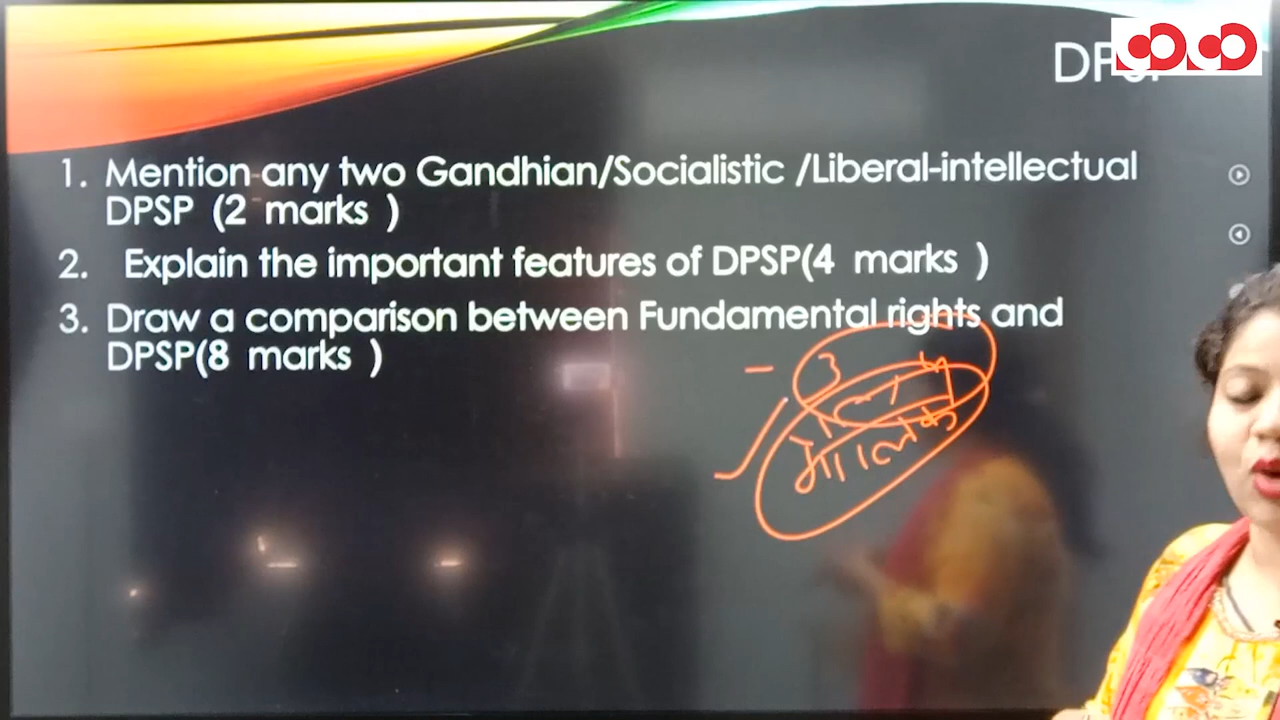 1. Mention any two Gandhian/Socialistic /Liberal-intellectual
DPSP (2 marks )
2. Explain the important features of DPSP(4 marks )
3. Draw a comparison between Fundamental rights and
DPSP(8 marks )